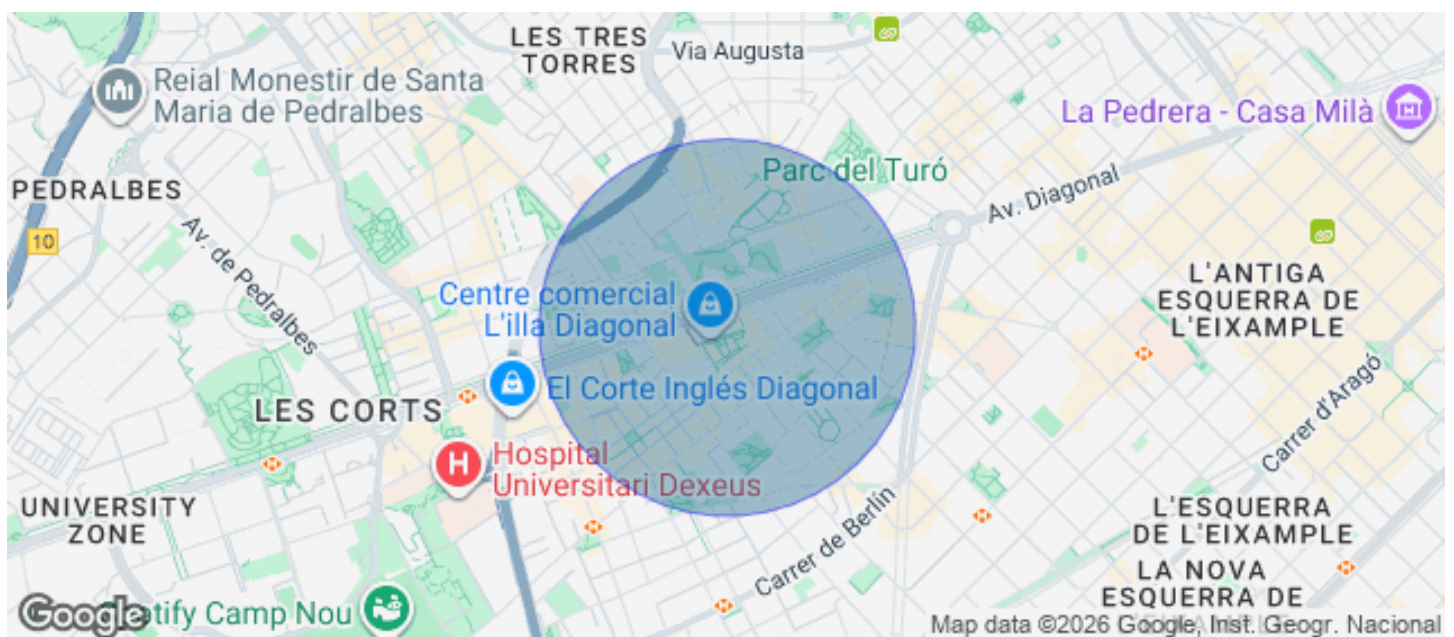 LES TRES
TORRES
Via Augusta
Reial Monestir de Santa
Maria de Pedralbes
La Pedrera - Casa Milà
Parc del Turó
PEDRALBES
Av. Diagonal
10
Av. de Pedralbes
L'ANTIGA
ESQUERRA DE
L'EIXAMPLE
Centre comercial
L'illa Diagonal
El Corte Inglés Diagonal
LES CORTS
Carrer d'Aragó
H
Hospital
Universitari Dexeus
UNIVERSITY
ZONE
L'ESQUERRA
DE L'EIXAMPLE
Carrer de Berlín
LA NOVA
ESQUERRA DE
Google
Camp Nou
Map data ©2026 Google, Inst. Geogr. Nacional